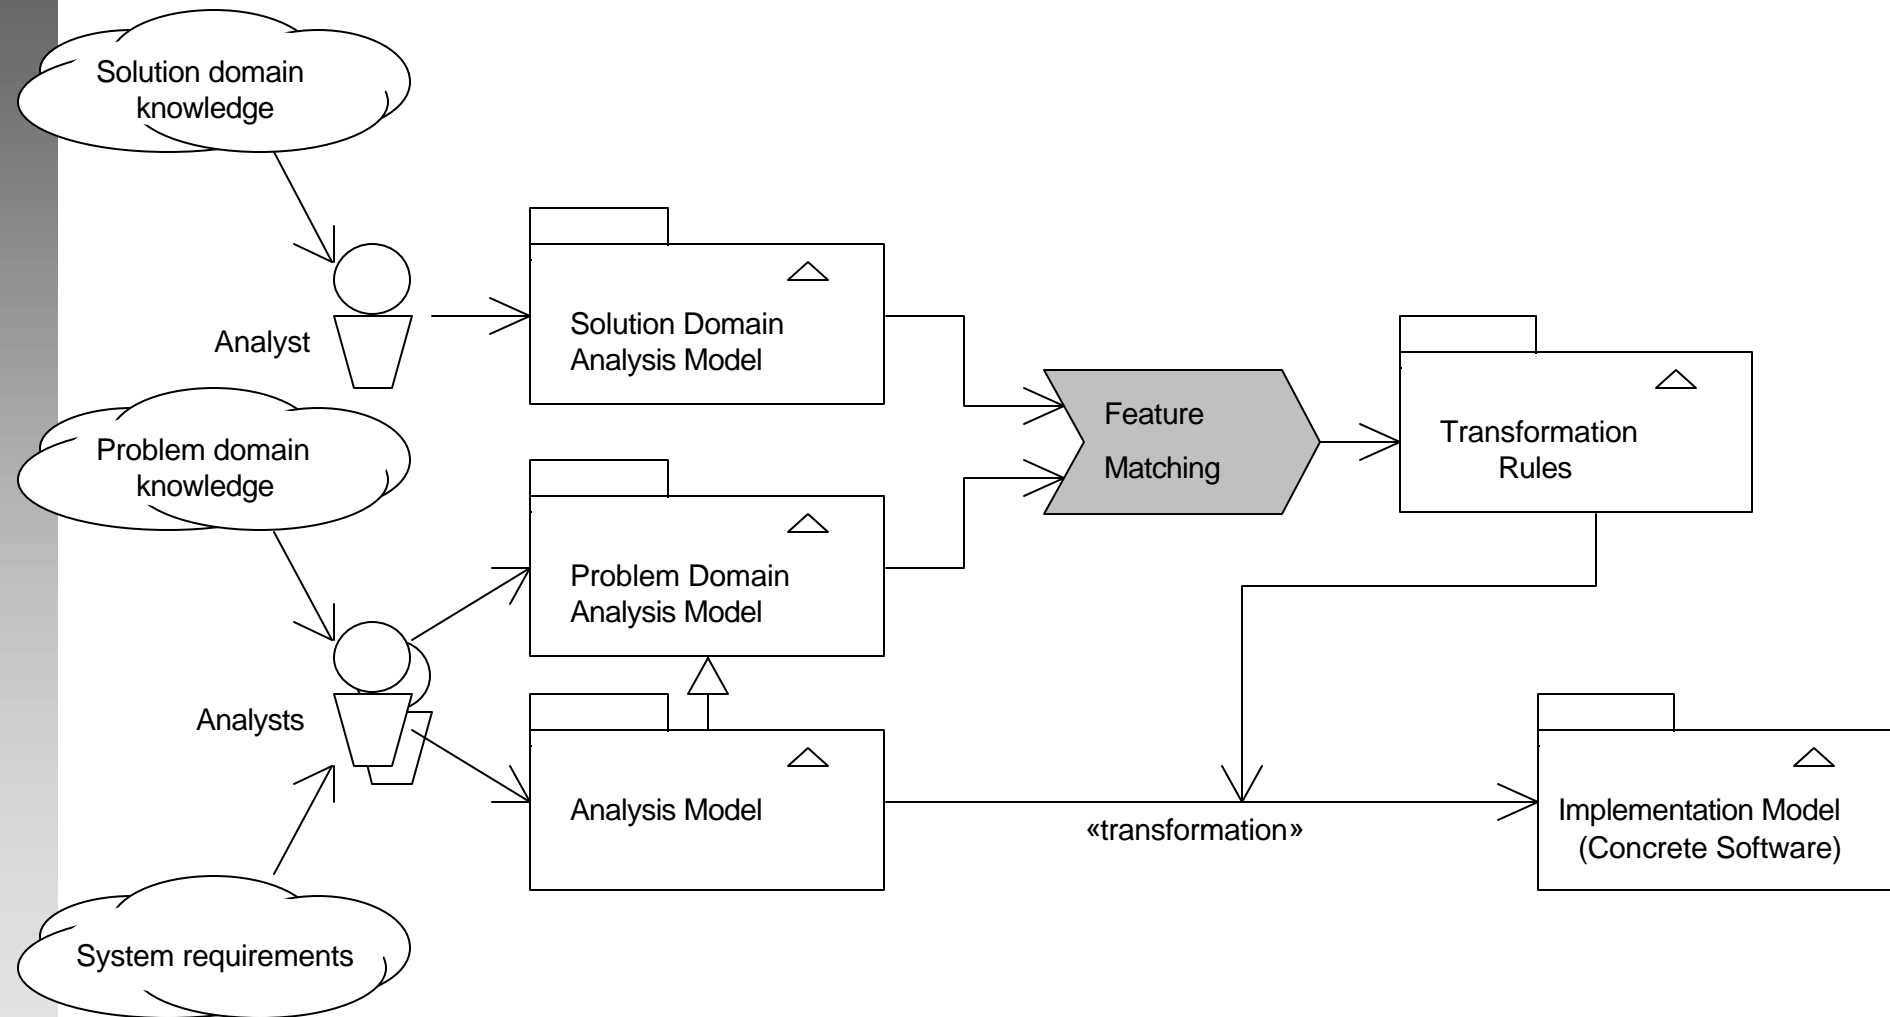 Solution domain
knowledge
Analyst
Solution Domain
Analysis Model
Feature
Matching
Transformation
Rules
Problem domain
knowledge
Problem Domain
Analysis Model
Analysts
Analysis Model
«transformation»
Implementation Model
(Concrete Software)
System requirements